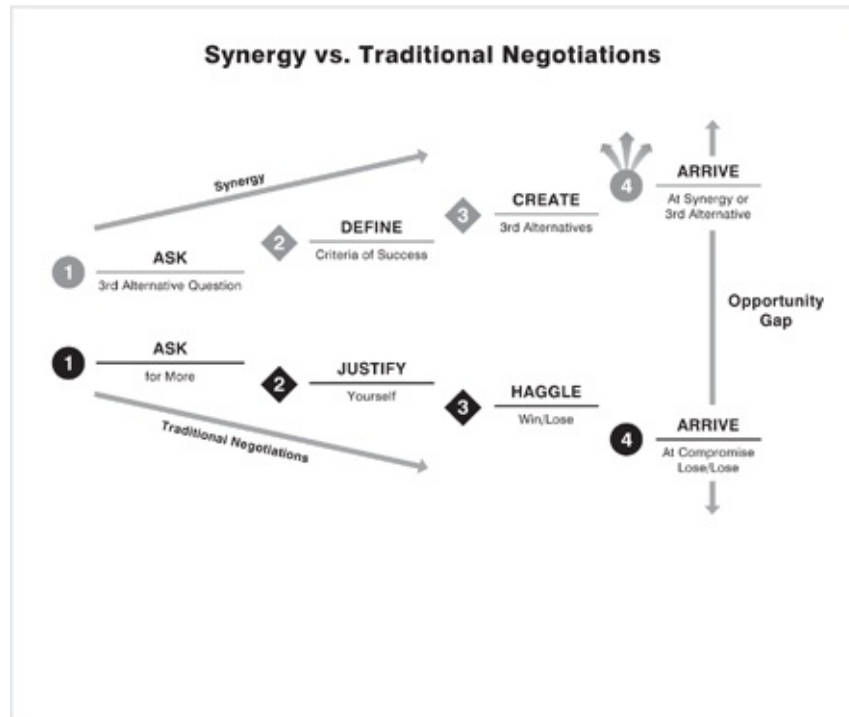 Synergy vs. Traditional Negotiations
Synergy
1
ASK
3rd Alternative Question
2
DEFINE
Criteria of Success
3
CREATE
3rd Alternatives
4
ARRIVE
At Synergy or
3rd Alternative
Opportunity
Gap
1
ASK
for More
2
JUSTIFY
Yourself
3
HAGGLE
Win/Lose
4
ARRIVE
At Compromise
Lose/Lose
Traditional Negotiations